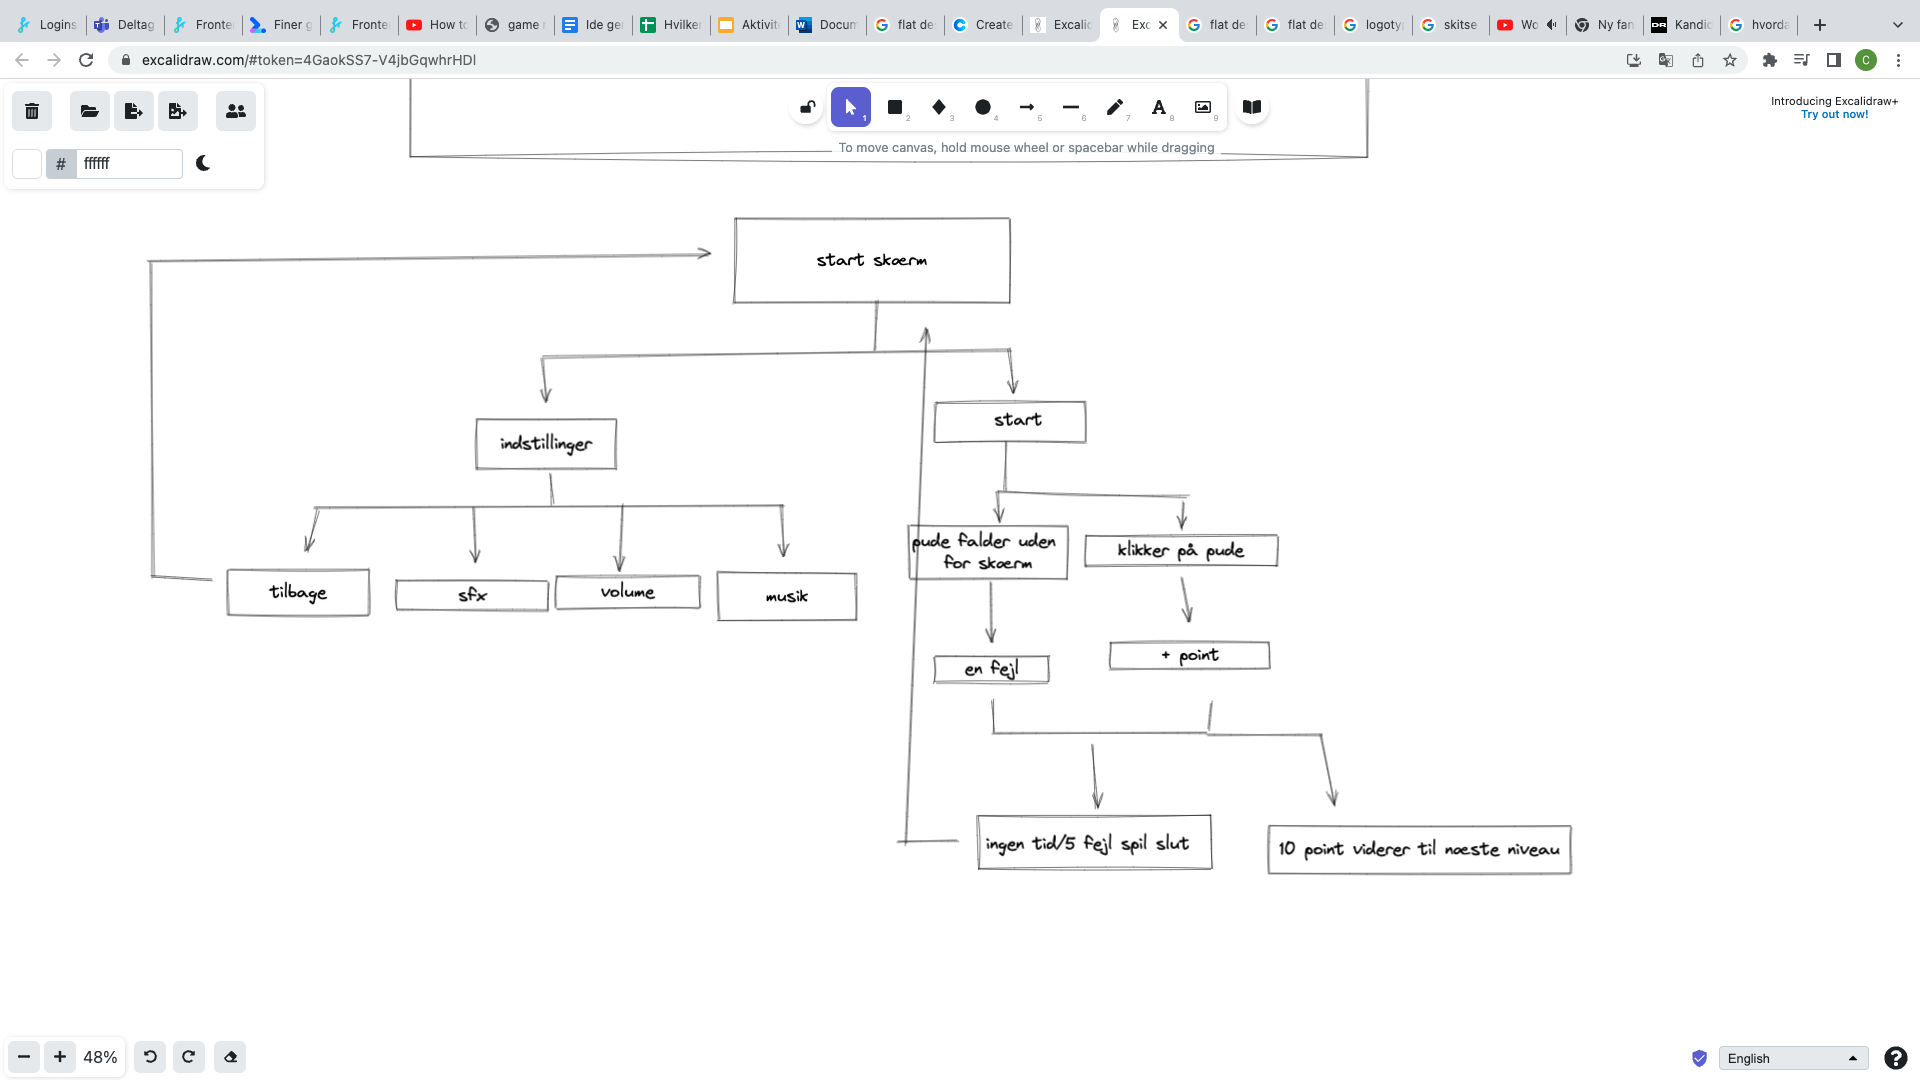 Logins
Deltag
Fronte
Finer g
Fronte
How to
game
Ide ge
Hvilke
Aktivit
Docum
flat de
Create
Excalic
Exc
flat de
flat de
logoty
skitse
Wo
Ny fan
Kandic
hvorda
excalidraw.com/#token=4GaokSS7-V4jbGqwhrHDl
C
1
2
3
4
5
6
7
A 8
9
Introducing Excalidraw+
Try out now!
To move canvas, hold mouse wheel or spacebar while dragging
# ffffff
start skærm
indstillinger
start
pude falder uden
for skærm
klikker på pude
tilbage
sfx
volume
musik
en fejl
+ point
ingen tid/5 fejl spil slut
10 point viderer til næste niveau
48%
English
?